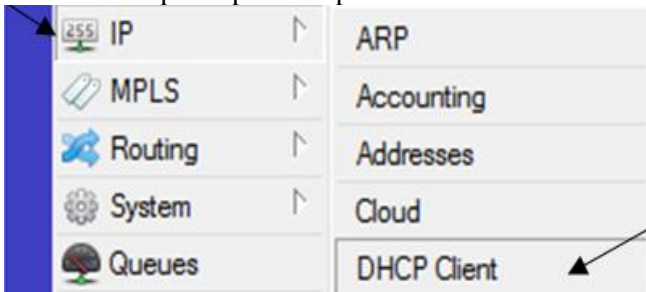 255 IP
MPLS
Routing
System
Queues
ARP
Accounting
Addresses
Cloud
DHCP Client